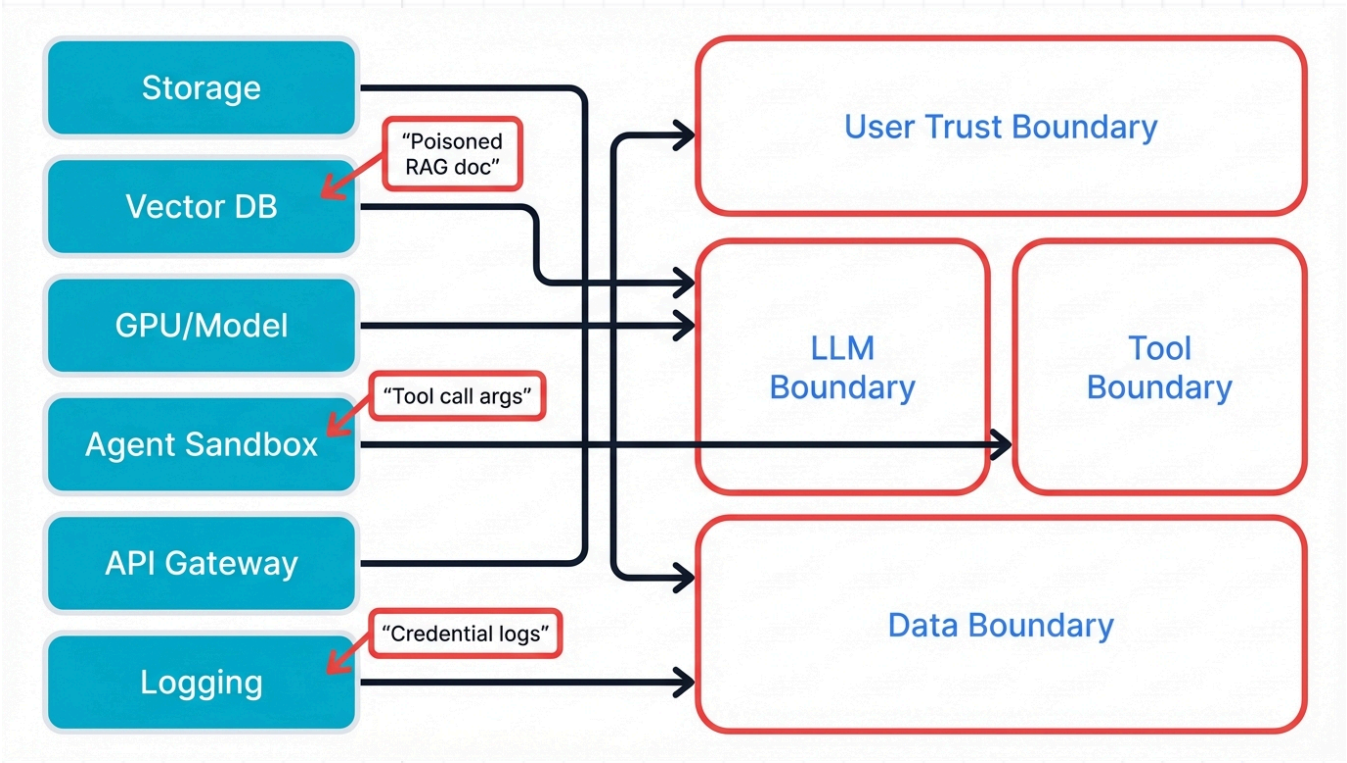 Storage
“Poisoned
RAG doc”
Vector DB
GPU/Model
“Tool call args”
Agent Sandbox
API Gateway
“Credential logs”
Logging
User Trust Boundary
LLM
Boundary
Tool
Boundary
Data Boundary